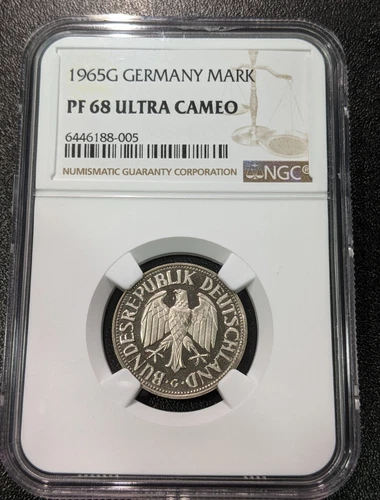 1965G GERMANY MARK
PF 68 ULTRA CAMEO
6446188-005
NUMISMATIC GUARANTY CORPORATION
NGC®
BUNDESREPUBLIK DEUTSCHLAND
·G·